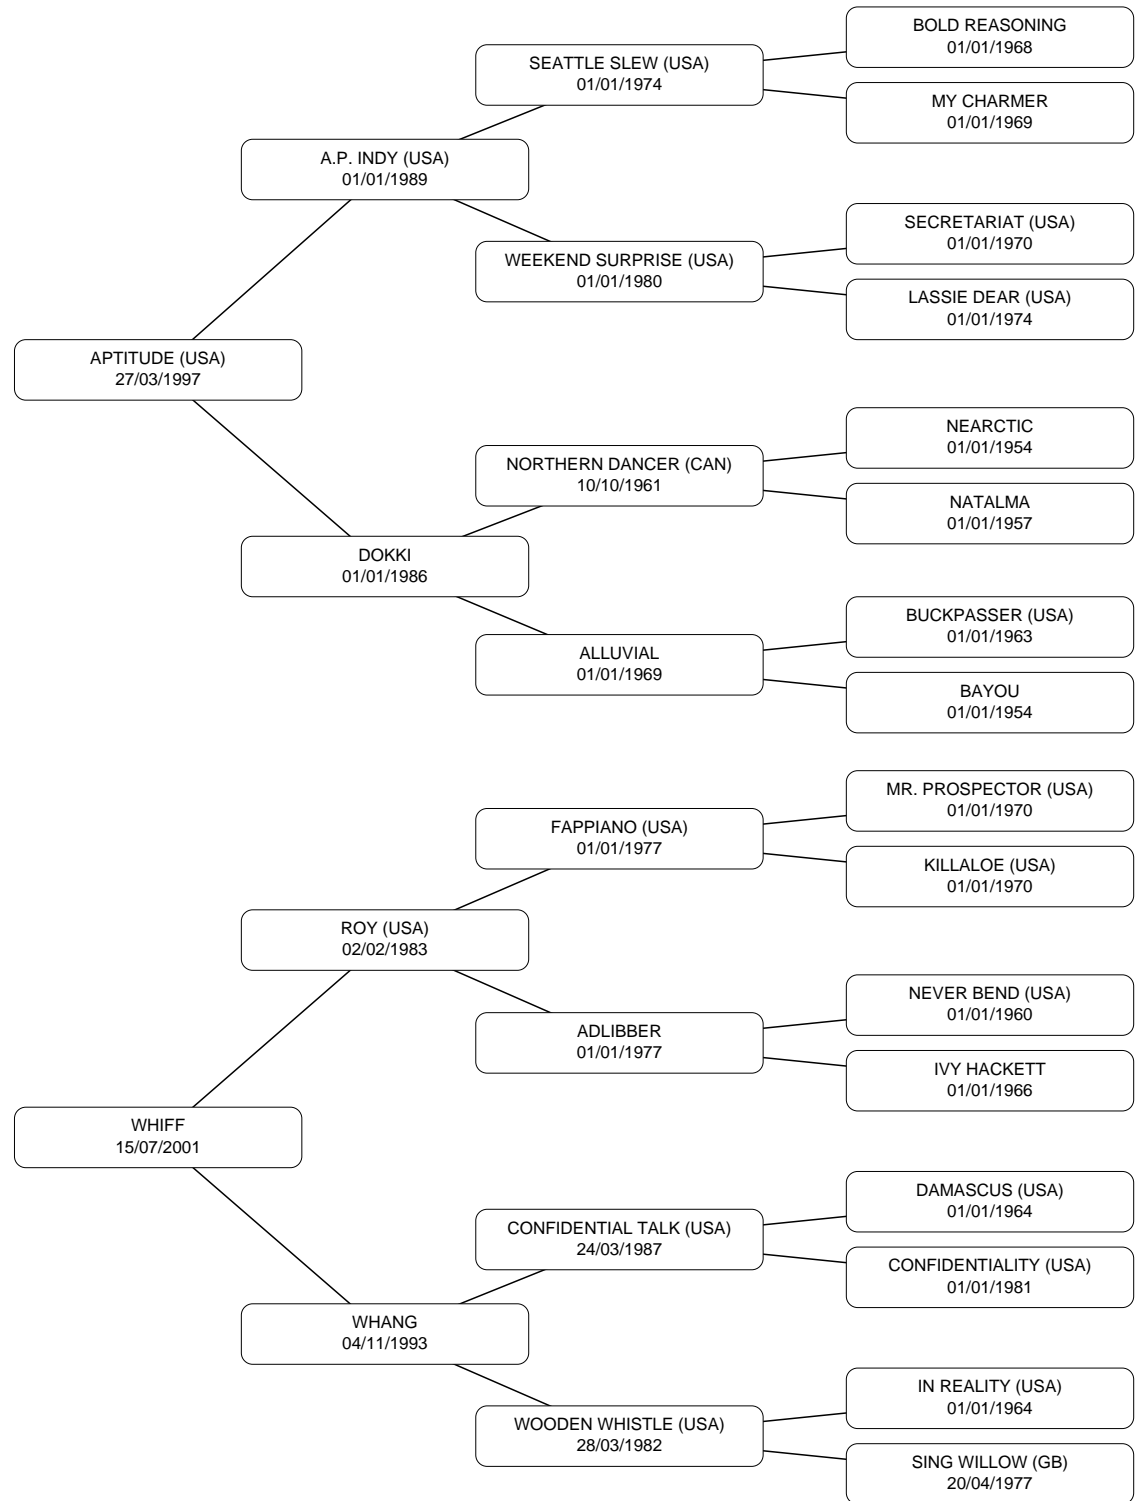 BOLD REASONING
01/01/1968
SEATTLE SLEW (USA)
01/01/1974
MY CHARMER
01/01/1969
A.P. INDY (USA)
01/01/1989
SECRETARIAT (USA)
01/01/1970
WEEKEND SURPRISE (USA)
01/01/1980
LASSIE DEAR (USA)
01/01/1974
APTITUDE (USA)
27/03/1997
NEARCTIC
01/01/1954
NORTHERN DANCER (CAN)
10/10/1961
NATALMA
01/01/1957
DOKKI
01/01/1986
BUCKPASSER (USA)
01/01/1963
ALLUVIAL
01/01/1969
BAYOU
01/01/1954
MR. PROSPECTOR (USA)
01/01/1970
FAPPIANO (USA)
01/01/1977
KILLALOE (USA)
01/01/1970
ROY (USA)
02/02/1983
NEVER BEND (USA)
01/01/1960
ADLIBBER
01/01/1977
IVY HACKETT
01/01/1966
WHIFF
15/07/2001
DAMASCUS (USA)
01/01/1964
CONFIDENTIAL TALK (USA)
24/03/1987
CONFIDENTIALITY (USA)
01/01/1981
WHANG
04/11/1993
IN REALITY (USA)
01/01/1964
WOODEN WHISTLE (USA)
28/03/1982
SING WILLOW (GB)
20/04/1977